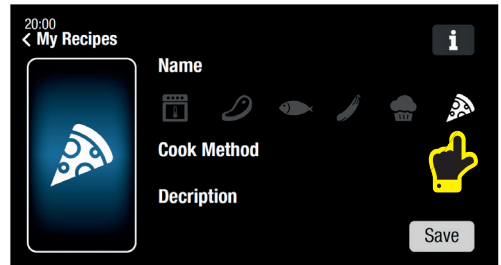 20:00
< My Recipes
i
Name
Cook Method
Decription
Save